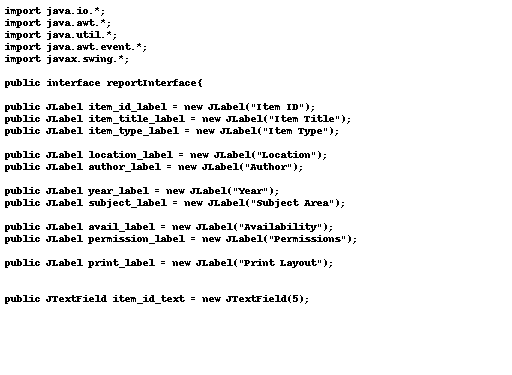 import java.io.*;
import java.awt.*;
import java.util.*;
import java.awt.event.*;
import javax.swing.*;
public interface reportInterface{
public JLabel item_id_label = new JLabel("Item ID");
public JLabel item_title_label = new JLabel("Item Title");
public JLabel item_type_label = new JLabel("Item Type");
public JLabel location_label = new JLabel("Location");
public JLabel author_label = new JLabel("Author");
public JLabel year_label = new JLabel("Year");
public JLabel subject_label = new JLabel("Subject Area");
public JLabel avail_label = new JLabel("Availability");
public JLabel permission_label = new JLabel("Permissions");
public JLabel print_label = new JLabel("Print Layout");
public JTextField item_id_text = new JTextField(5);